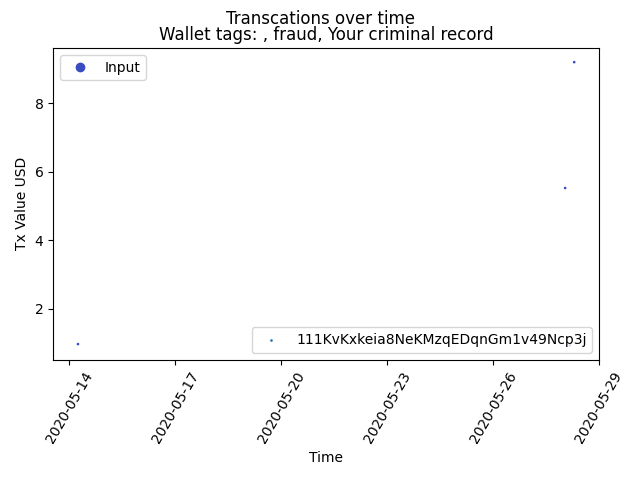 Transcations over time
Wallet tags: , fraud, Your criminal record
Input
8
6
4
2
Tx Value USD
111KvKxkeia8NeKMzqEDqnGm1v49Ncp3j
2020-05-14
2020-05-17
2020-05-20
2020-05-23
2020-05-26
2020-05-29
Time